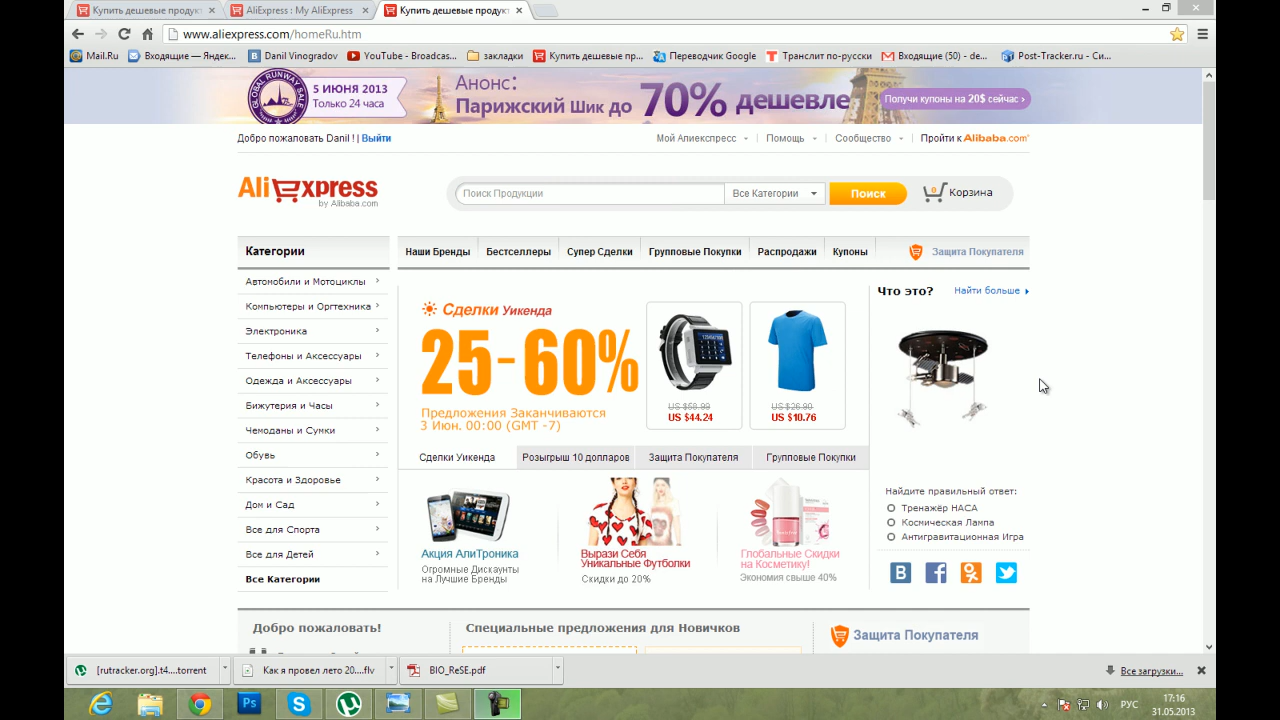 Купить дешевые продук
AliExpress : My AliExpress
Купить дешевые продук
www.aliexpress.com/homeRu.htm
Mail.Ru
Входящие — Яндек...
Danil Vinogradov
YouTube - Broadcas...
закладки
Купить дешевые пр...
Переводчик Google
Транслит по-русски
Входящие (50) - de...
Post-Tracker.ru - Си...
GLOBAL RUNWAY SALE
5 ИЮНЯ 2013
Только 24 часа
Анонс:
Парижский Шик до 70% дешевле
Получи купоны на 20$ сейчас ›
Добро пожаловать Danil ! | Выйти
Мой Алиекспресс
Помощь
Сообщество
Пройти к Alibaba.com
AliExpress
by Alibaba.com
Поиск Продукции
Все Категории
Поиск
0
Корзина
Категории
Наши Бренды
Бестселлеры
Супер Сделки
Групповые Покупки
Распродажи
Купоны
Защита Покупателя
Автомобили и Мотоциклы
Компьютеры и Оргтехника
Электроника
Телефоны и Аксессуары
Одежда и Аксессуары
Бижутерия и Часы
Чемоданы и Сумки
Обувь
Красота и Здоровье
Дом и Сад
Все для Спорта
Все для Детей
Все Категории
Сделки Уикенда
25-60%
Предложения Заканчиваются
3 Июн. 00:00 (GMT -7)
US $58.99
US $44.24
US $26.90
US $10.76
Сделки Уикенда
Розыгрыш 10 долларов
Защита Покупателя
Групповые Покупки
Акция АлиТроника
Огромные Дискаунты
на Лучшие Бренды
Вырази Себя
Уникальные Футболки
Скидки до 20%
Глобальные Скидки
на Косметику!
Экономия свыше 40%
Что это?
Найти больше
Найдите правильный ответ:
Тренажёр НАСА
Космическая Лампа
Антигравитационная Игра
Добро пожаловать!
Специальные предложения для Новичков
Защита Покупателя
[rutracker.org].t4....torrent
Как я провел лето 20....flv
BIO_ReSE.pdf
Все загрузки...
Ps
РУС
17:16
31.05.2013